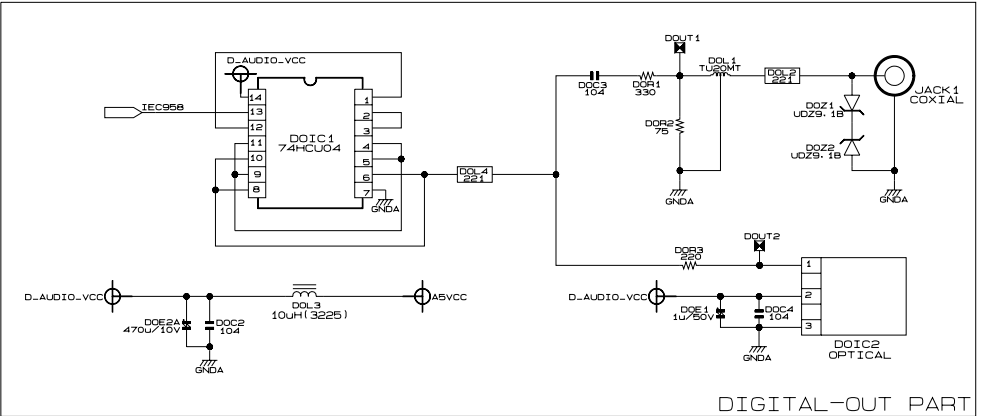 D_AUDIO_VCC
IEC958
14
13
12
11
10
9
8
1
2
3
4
5
6
7
DOIC1
74HCU04
GNDA
DOL4
221
DOC3
104
DOR1
330
DOUT1
DOL1
TU20MT
DOL2
221
DOR2
75
GNDA
DOZ1
UDZ9.1B
DOZ2
UDZ9.1B
JACK1
COXIAL
GNDA
DOR3
220
DOUT2
1
2
3
D_AUDIO_VCC
DOE1
1u/50V
DOC4
104
GNDA
DOIC2
OPTICAL
D_AUDIO_VCC
DOE2A
470u/10V
DOC2
104
GNDA
DOL3
10uH(3225)
A5VCC
DIGITAL-OUT PART